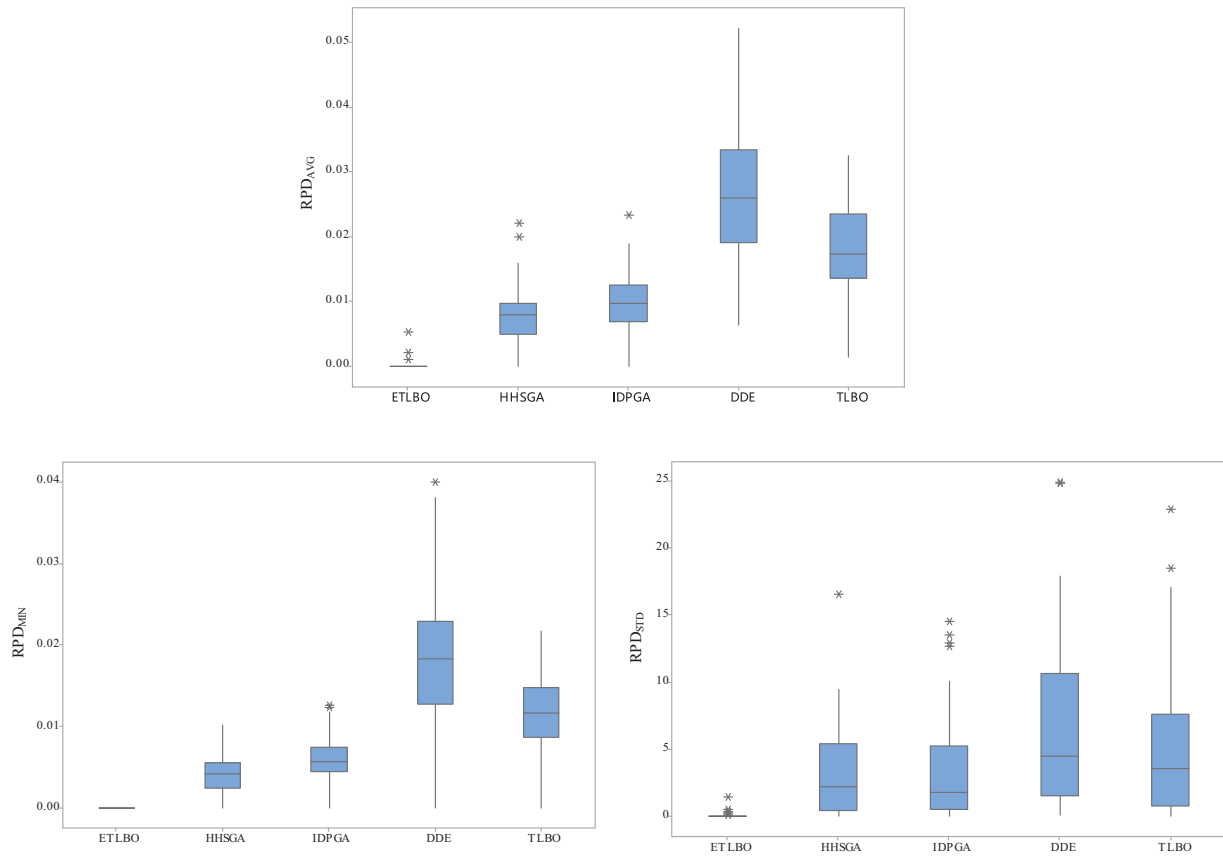 0.05
0.04
0.03
0.02
0.01
0.00
RPDAVG
ETLBO HHSGA IDPGA DDE TLBO
0.04
0.03
0.02
0.01
0.00
RPDMIN
ETLBO HHSGA IDPGA DDE TLBO
25
20
15
10
5
0
RPDSTD
ETLBO HHSGA IDPGA DDE TLBO